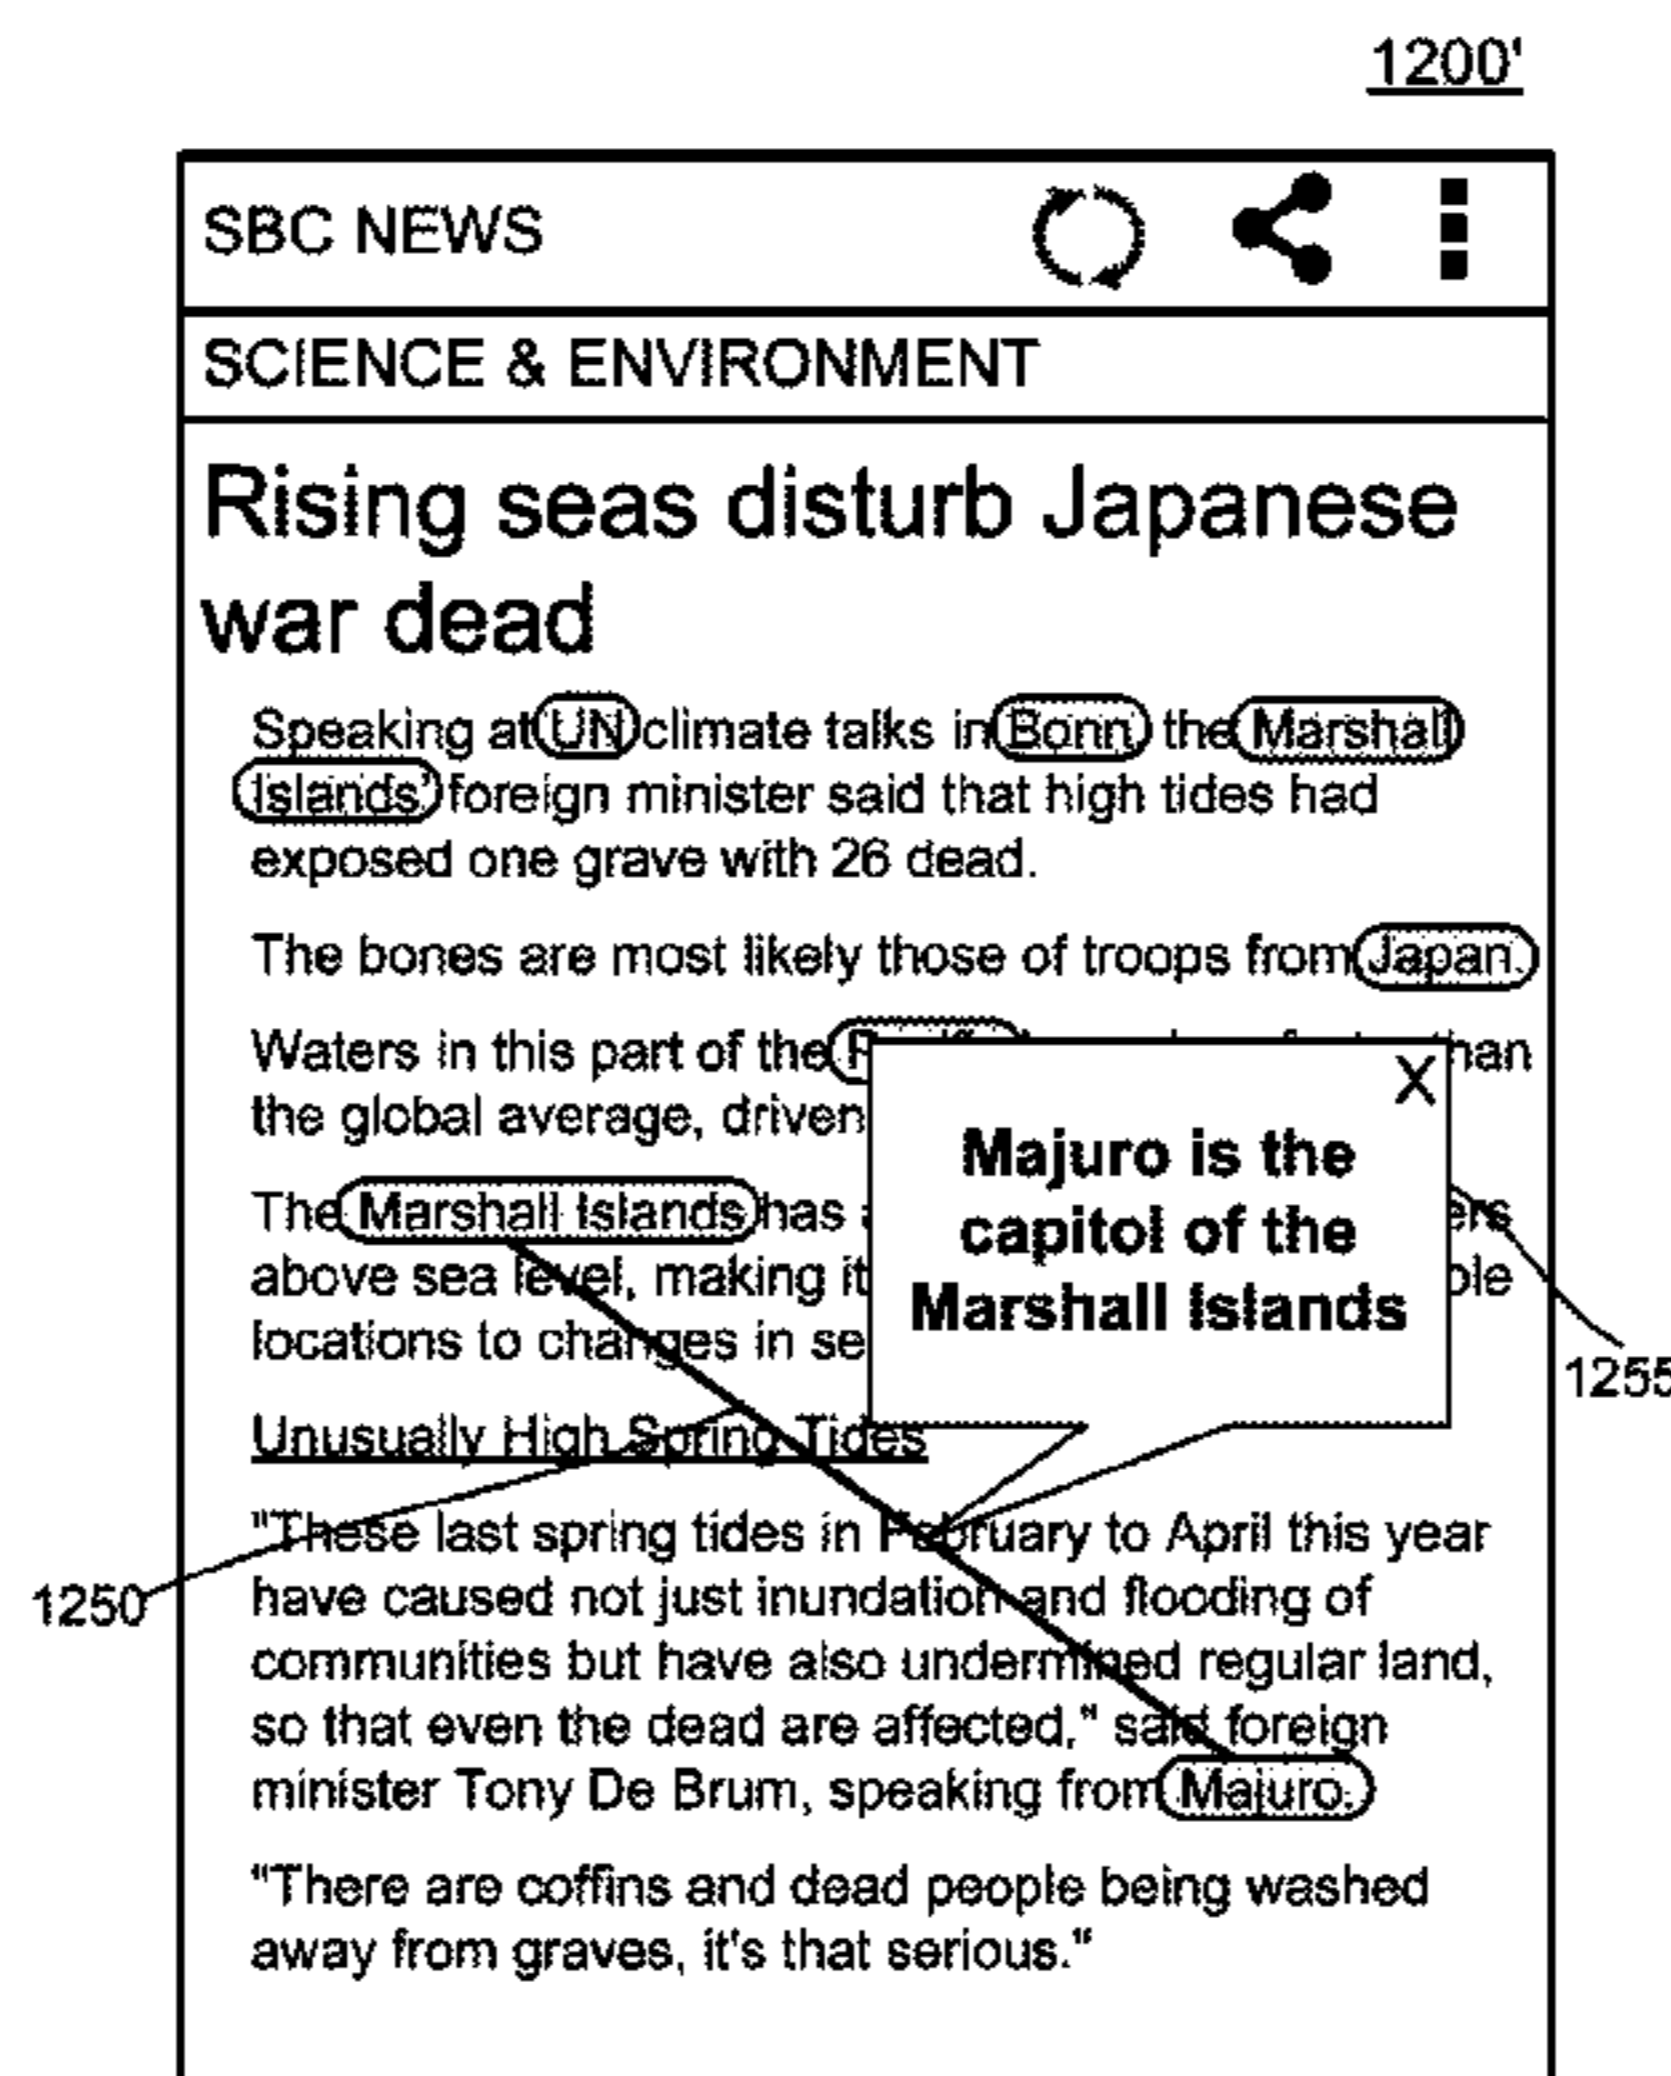 1200'
SBC NEWS
SCIENCE & ENVIRONMENT
Rising seas disturb Japanese
war dead
Speaking at UN climate talks in Bonn, the Marshall
Islands' foreign minister said that high tides had
exposed one grave with 26 dead.
The bones are most likely those of troops from Japan.
Waters in this part of the
the global average, driven
X
Majuro is the
capitol of the
Marshall Islands
The Marshall Islands has
above sea level, making it
locations to changes in
1255
Unusually High Spring Tides
"These last spring tides in February to April this year
1250
have caused not just inundation and flooding of
communities but have also undermined regular land,
so that even the dead are affected," said foreign
minister Tony De Brum, speaking from Majuro.
"There are coffins and dead people being washed
away from graves, it's that serious."